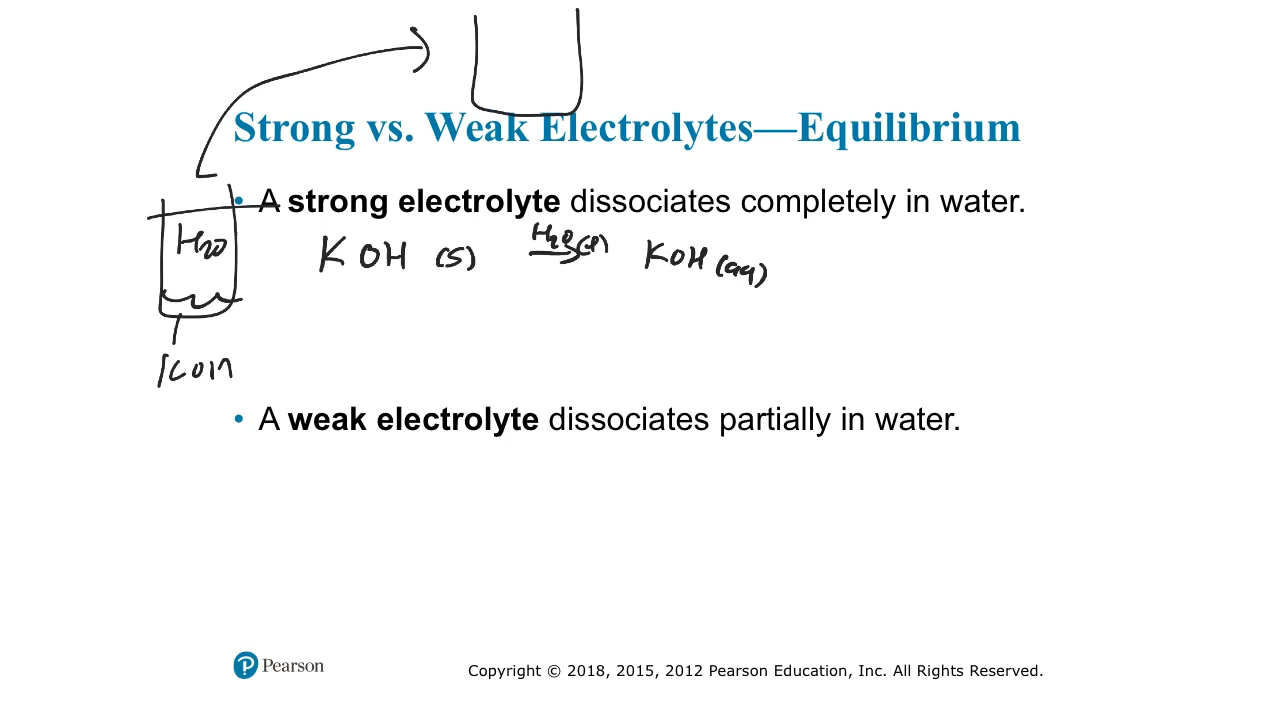 Strong vs. Weak Electrolytes—Equilibrium
• A strong electrolyte dissociates completely in water.
H2O
KOH (s) H2O(l) → KOH (aq)
KOH
• A weak electrolyte dissociates partially in water.
Pearson
Copyright © 2018, 2015, 2012 Pearson Education, Inc. All Rights Reserved.